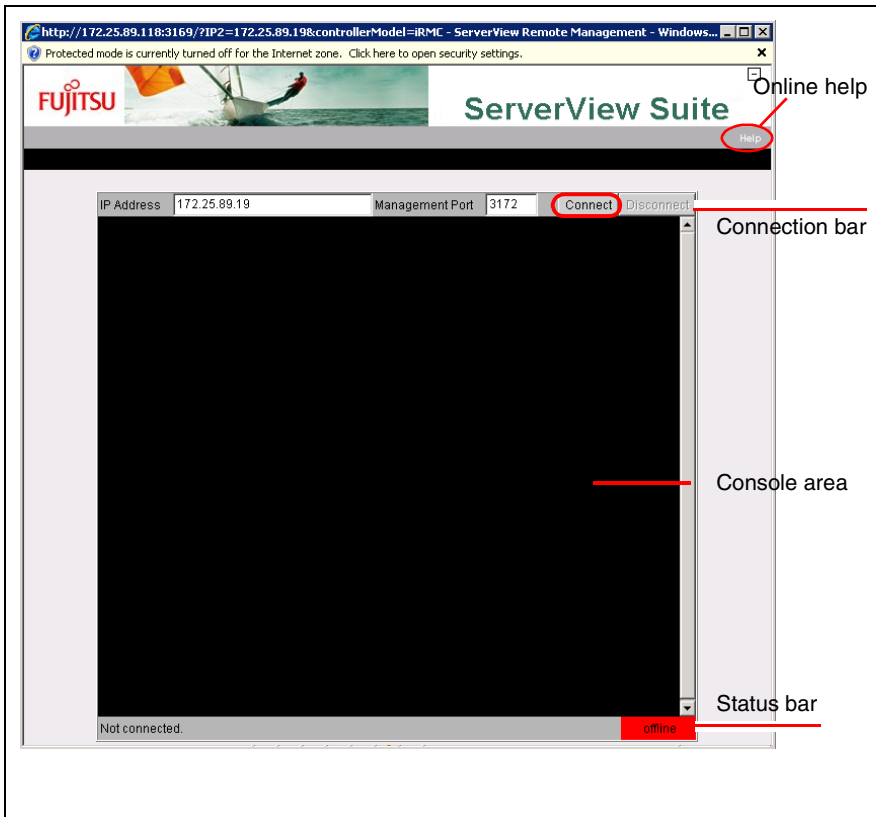 http://172.25.89.118:3169/?IP2=172.25.89.19&controllerModel=iRMC - ServerView Remote Management - Windows...
Protected mode is currently turned off for the Internet zone. Click here to open security settings.
FUJITSU
ServerView Suite
Online help
Help
IP Address 172.25.89.19 Management Port 3172 Connect Disconnect
Connection bar
Console area
Status bar
Not connected. offline